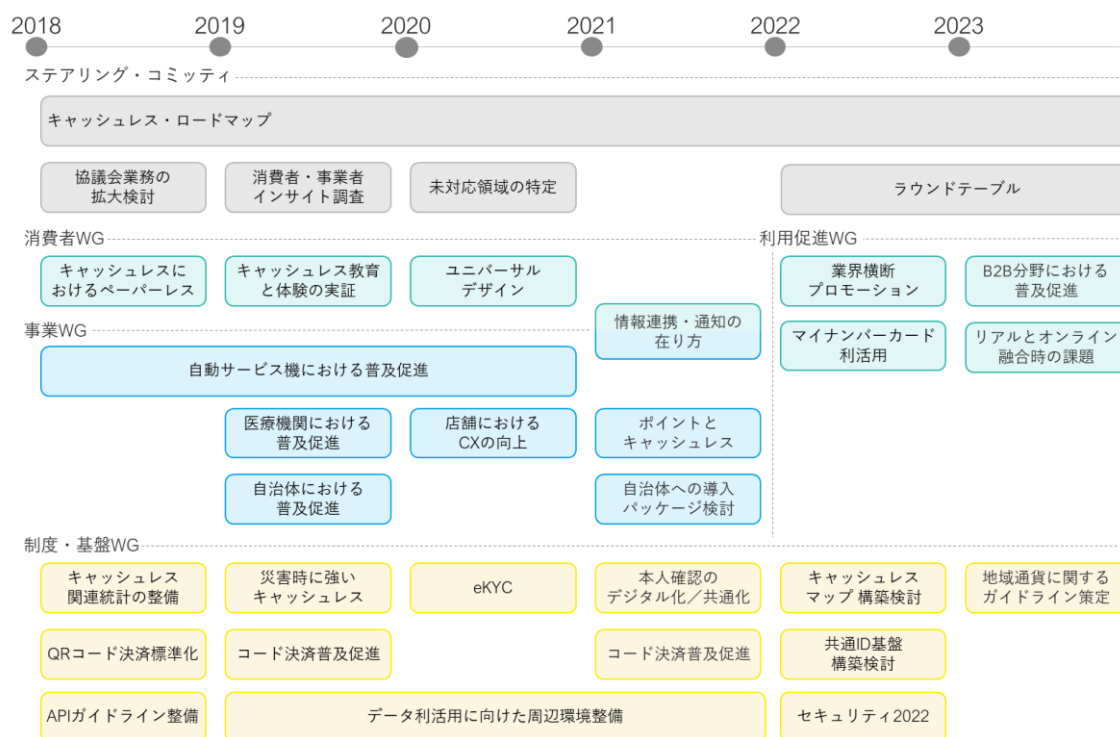 2018 2019 2020 2021 2022 2023
ステアリング・コミッティ
キャッシュレス・ロードマップ
協議会業務の
拡大検討
消費者・事業者
インサイト調査
未対応領域の特定
ラウンドテーブル
消費者WG
利用促進WG
キャッシュレスに
おけるペーパーレス
キャッシュレス教育
と体験の実証
ユニバーサル
デザイン
業界横断
プロモーション
B2B分野における
普及促進
情報連携・通知の
在り方
マイナンバーカード
利活用
リアルとオンライン
融合時の課題
事業WG
自動サービス機における普及促進
医療機関における
普及促進
店舗における
CXの向上
ポイントと
キャッシュレス
自治体における
普及促進
自治体への導入
パッケージ検討
制度・基盤WG
キャッシュレス
関連統計の整備
災害時に強い
キャッシュレス
eKYC
本人確認の
デジタル化／共通化
キャッシュレス
マップ 構築検討
地域通貨に関する
ガイドライン策定
QRコード決済標準化
コード決済普及促進
コード決済普及促進
共通ID基盤
構築検討
APIガイドライン整備
データ利活用に向けた周辺環境整備
セキュリティ2022